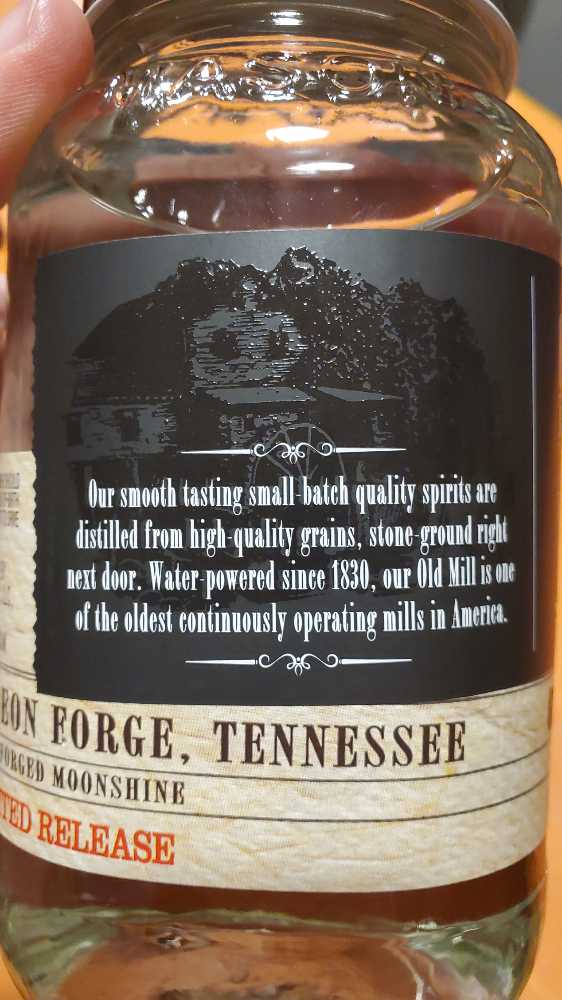 MASON
Our smooth tasting small-batch quality spirits are
distilled from high-quality grains, stone-ground right
next door. Water-powered since 1830, our Old Mill is one
of the oldest continuously operating mills in America.
EON FORGE, TENNESSEE
FORGED MOONSHINE
TED RELEASE